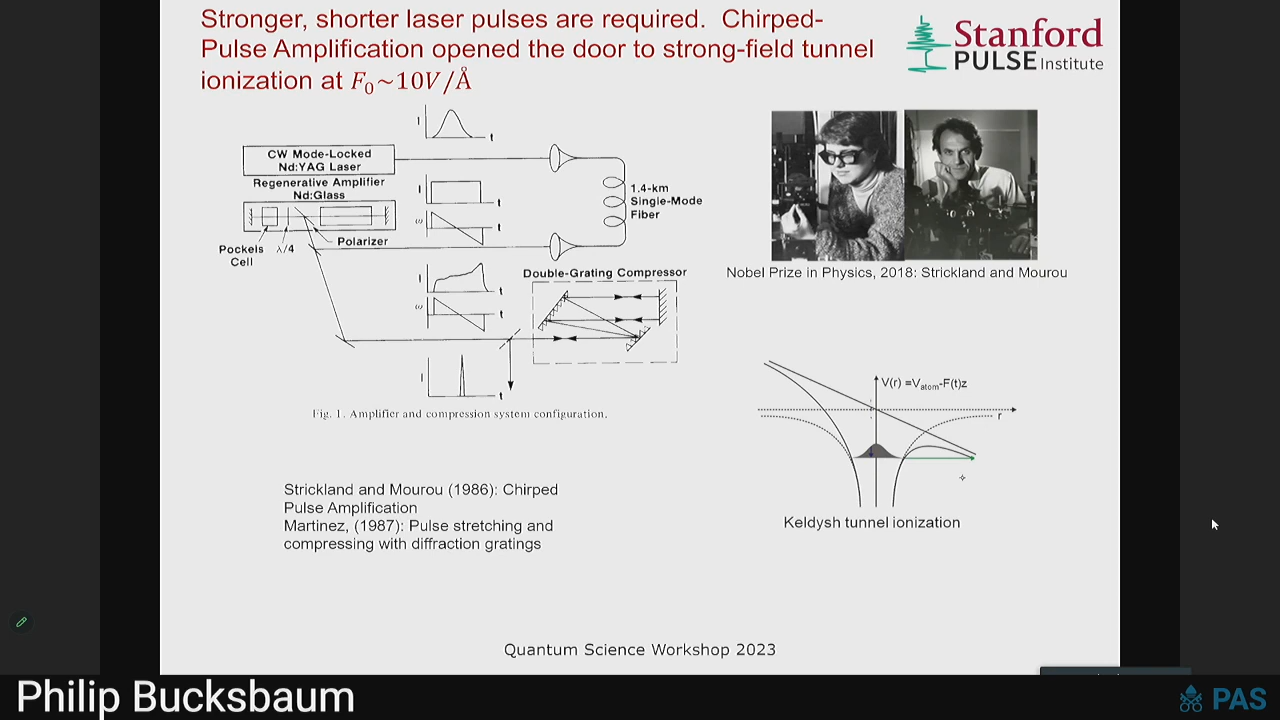 Stronger, shorter laser pulses are required. Chirped-
Pulse Amplification opened the door to strong-field tunnel
ionization at F₀~10V/Å
Stanford
PULSE Institute
I
t
CW Mode-Locked
Nd:YAG Laser
Regenerative Amplifier
Nd:Glass
Pockels
Cell
λ/4
Polarizer
I
t
ω
t
1.4-km
Single-Mode
Fiber
I
t
ω
t
Double-Grating Compressor
I
t
Fig. 1. Amplifier and compression system configuration.
Nobel Prize in Physics, 2018: Strickland and Mourou
V(r) =Vatom-F(t)z
r
Keldysh tunnel ionization
Strickland and Mourou (1986): Chirped
Pulse Amplification
Martinez, (1987): Pulse stretching and
compressing with diffraction gratings
Quantum Science Workshop 2023
Philip Bucksbaum
PAS